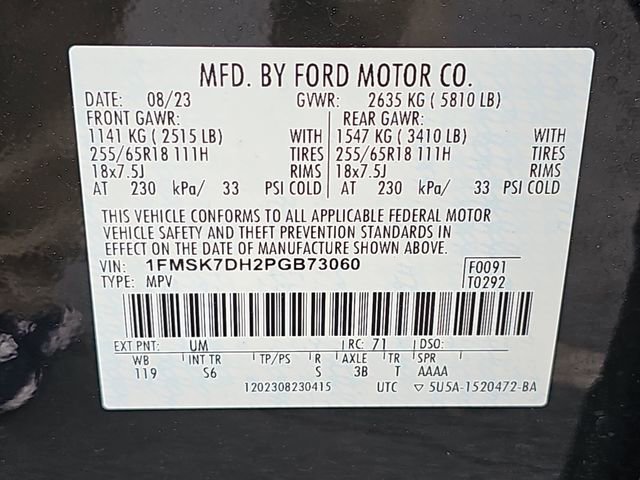 MFD. BY FORD MOTOR CO.
DATE: 08/23 GVWR: 2635 KG ( 5810 LB)
FRONT GAWR: REAR GAWR:
1141 KG ( 2515 LB) WITH 1547 KG ( 3410 LB) WITH
255/65R18 111H TIRES 255/65R18 111H TIRES
18x7.5J RIMS 18x7.5J RIMS
AT 230 kPa/ 33 PSI COLD AT 230 kPa/ 33 PSI COLD
THIS VEHICLE CONFORMS TO ALL APPLICABLE FEDERAL MOTOR
VEHICLE SAFETY AND THEFT PREVENTION STANDARDS IN
EFFECT ON THE DATE OF MANUFACTURE SHOWN ABOVE.
VIN: 1FMSK7DH2PGB73060 F0091
TYPE: MPV T0292
EXT PNT: UM RC: 71 DSO:
WB INT TR TP/PS R AXLE TR SPR
119 S6 S 3B T AAAA
1202308230415 UTC ▽ 5U5A-1520472-BA